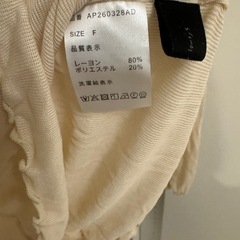 品番 AP260328AD
SIZE F
品質表示
レーヨン 80%
ポリエステル 20%
洗濯絵表示